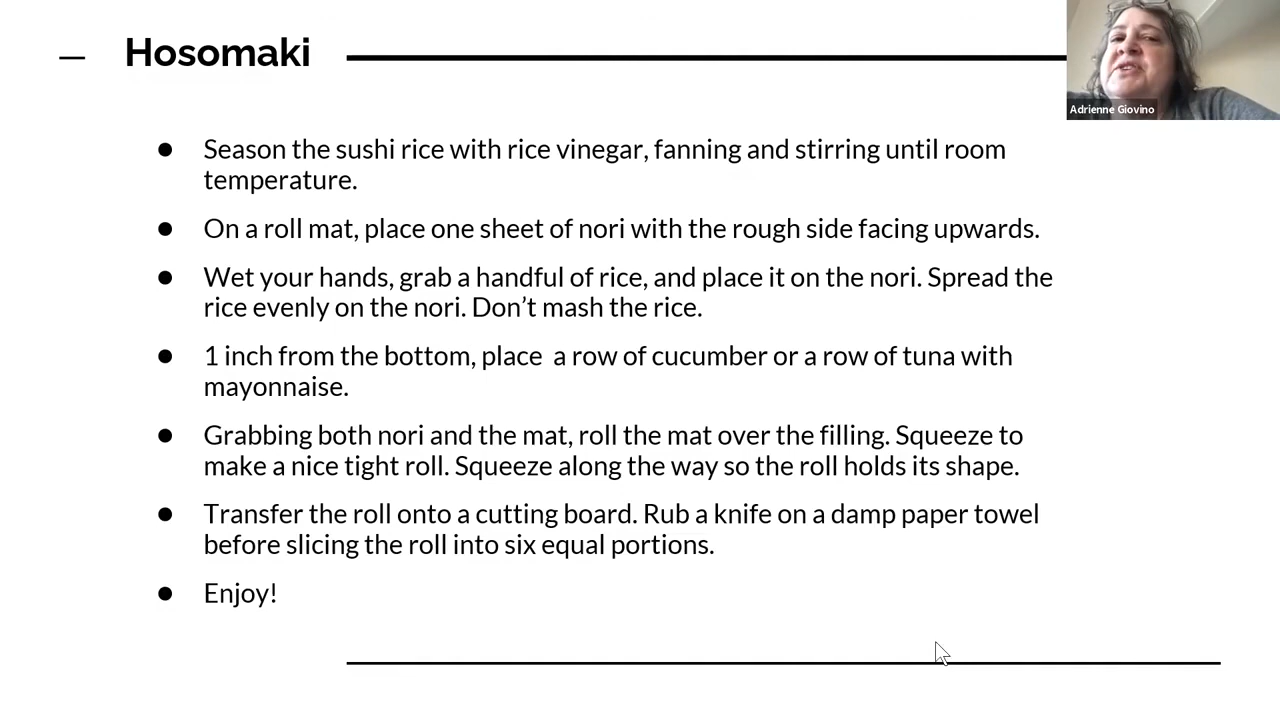 Hosomaki
Adrienne Giovino
● Season the sushi rice with rice vinegar, fanning and stirring until room
temperature.
● On a roll mat, place one sheet of nori with the rough side facing upwards.
● Wet your hands, grab a handful of rice, and place it on the nori. Spread the
rice evenly on the nori. Don’t mash the rice.
● 1 inch from the bottom, place  a row of cucumber or a row of tuna with
mayonnaise.
● Grabbing both nori and the mat, roll the mat over the filling. Squeeze to
make a nice tight roll. Squeeze along the way so the roll holds its shape.
● Transfer the roll onto a cutting board. Rub a knife on a damp paper towel
before slicing the roll into six equal portions.
● Enjoy!